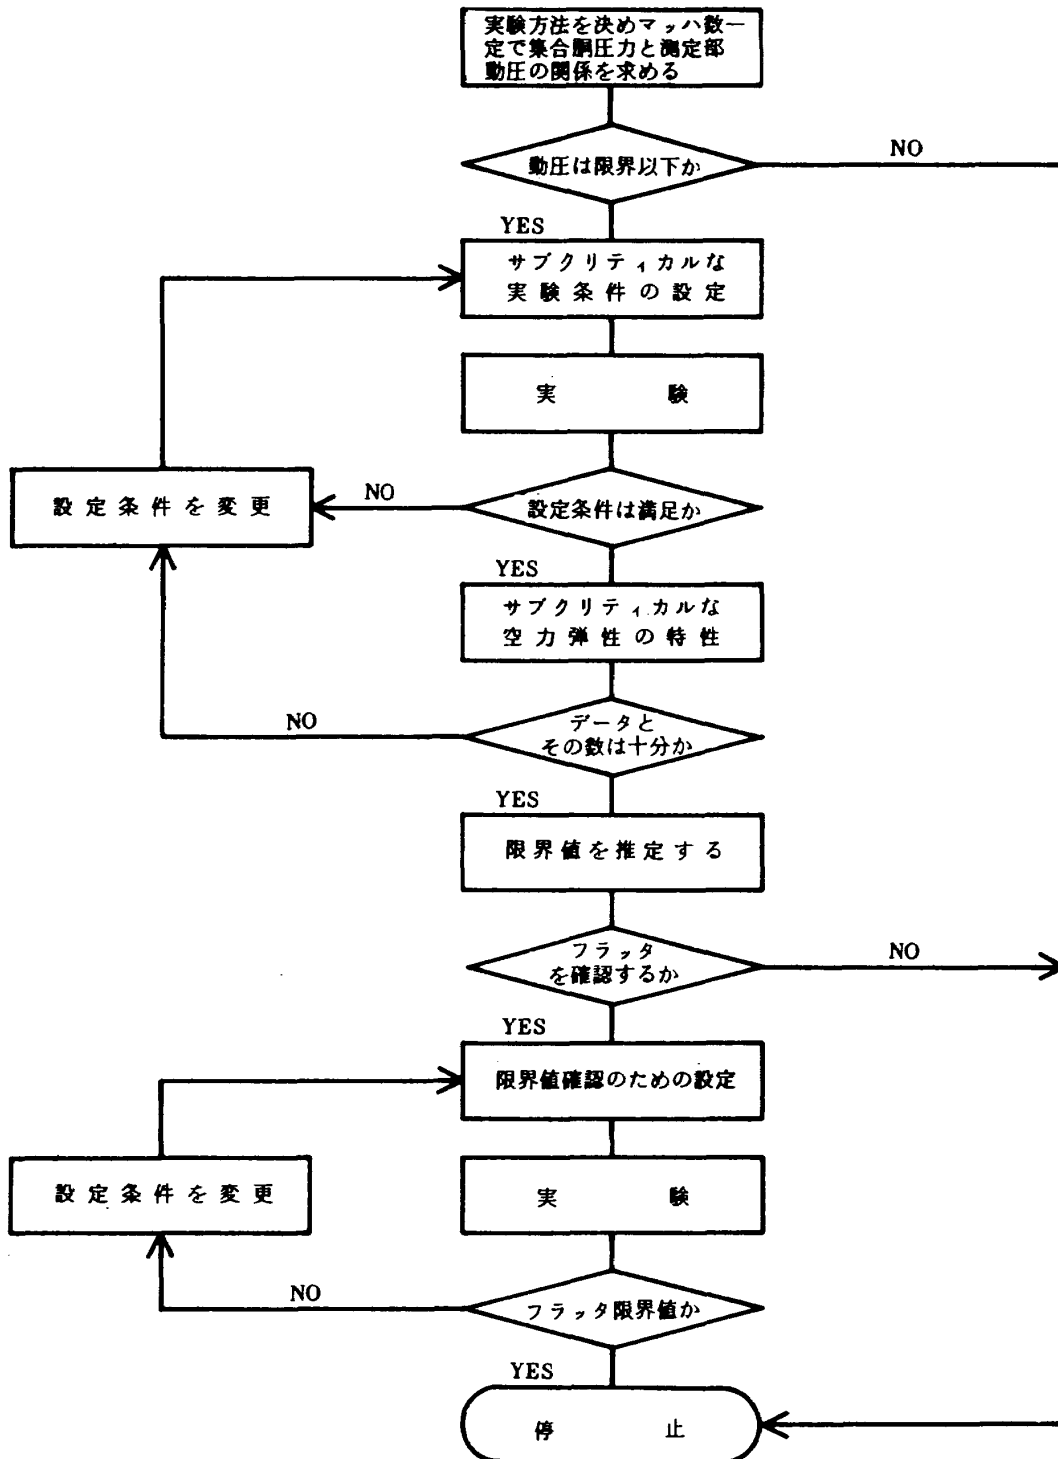 実験方法を決めマッハ数一
定で集合胴圧力と測定部
動圧の関係を求める
動圧は限界以下か
NO
YES
サブクリティカルな
実験条件の設定
実 験
設定条件を変更
NO
設定条件は満足か
YES
サブクリティカルな
空力弾性の特性
NO
データと
その数は十分か
YES
限界値を推定する
フラッタ
を確認するか
NO
YES
限界値確認のための設定
設定条件を変更
実 験
NO
フラッタ限界値か
YES
停 止